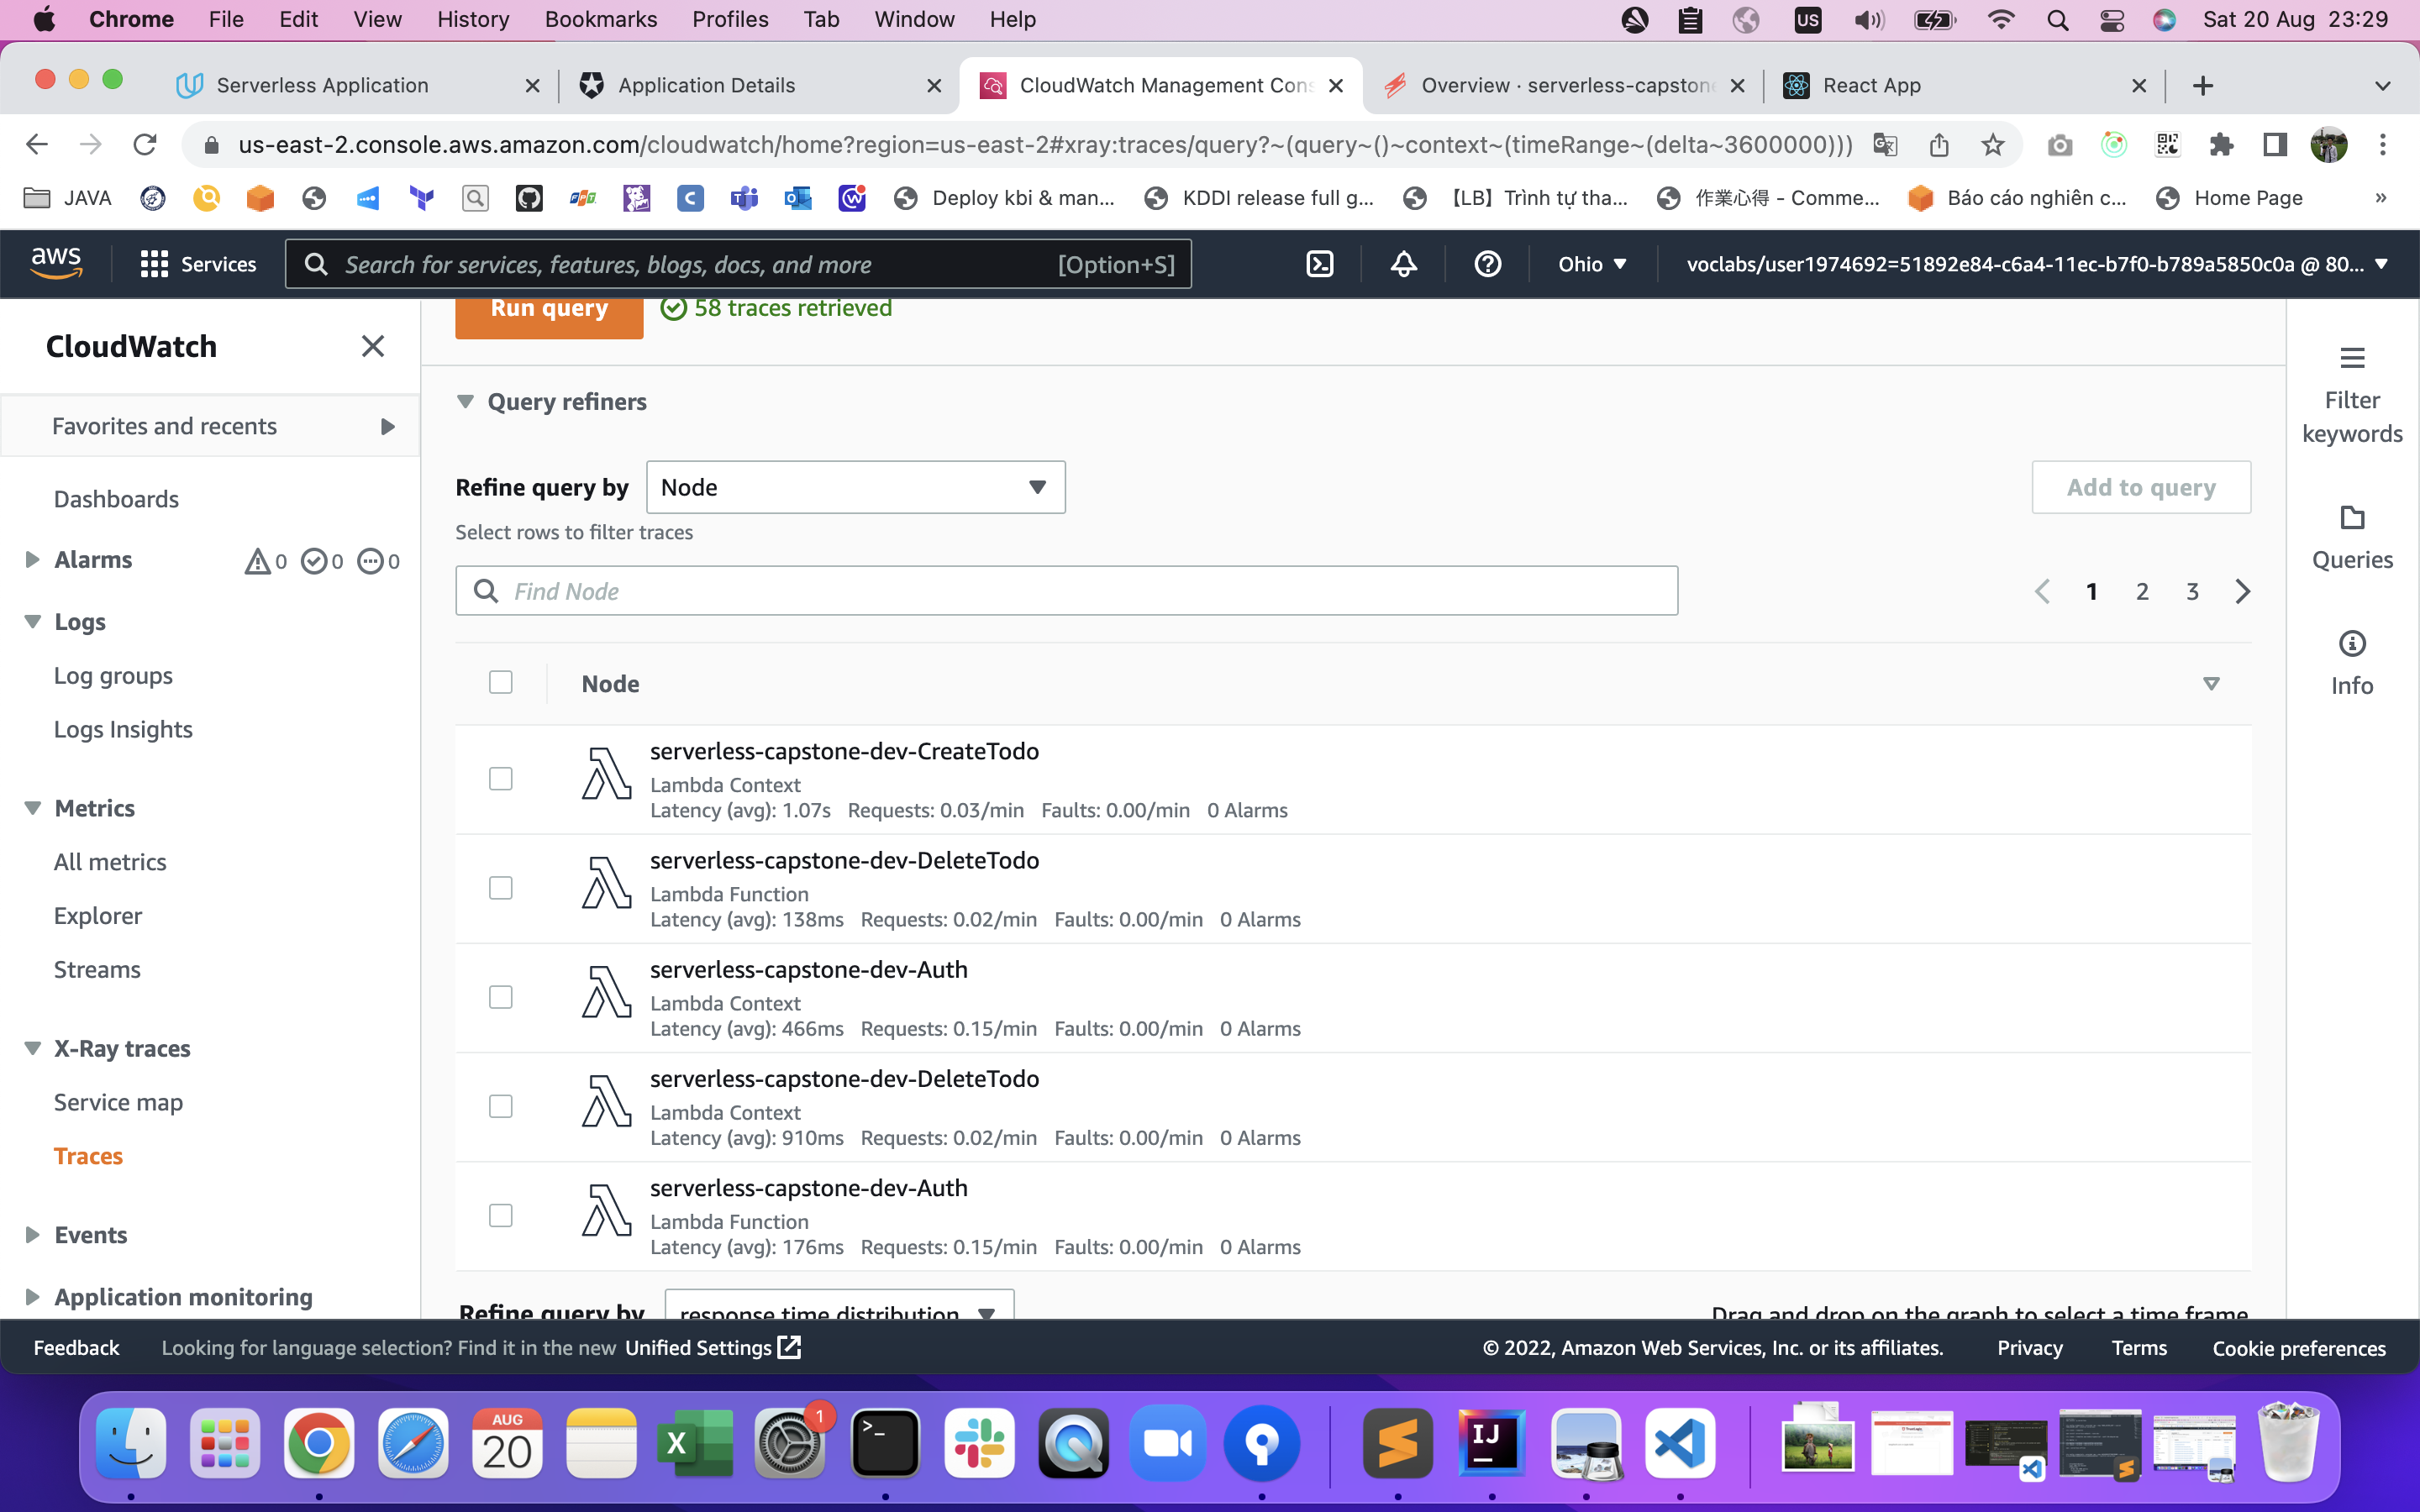 Chrome File Edit View History Bookmarks Profiles Tab Window Help US Sat 20 Aug 23:29
Serverless Application Application Details CloudWatch Management Cons Overview · serverless-capstone React App
us-east-2.console.aws.amazon.com/cloudwatch/home?region=us-east-2#xray:traces/query?~(query~()~context~(timeRange~(delta~3600000)))
JAVA Deploy kbi & man... KDDI release full g... 【LB】Trình tự tha... 作業心得 - Comme... Báo cáo nghiên c... Home Page »
aws Services Search for services, features, blogs, docs, and more [Option+S] Ohio voclabs/user1974692=51892e84-c6a4-11ec-b7f0-b789a5850c0a @ 80...
CloudWatch
Favorites and recents
Dashboards
Alarms 0 0 0
Logs
Log groups
Logs Insights
Metrics
All metrics
Explorer
Streams
X-Ray traces
Service map
Traces
Events
Application monitoring
Run query 58 traces retrieved
Query refiners
Refine query by Node Add to query
Select rows to filter traces
Find Node 1 2 3
Node
serverless-capstone-dev-CreateTodo
Lambda Context
Latency (avg): 1.07s Requests: 0.03/min Faults: 0.00/min 0 Alarms
serverless-capstone-dev-DeleteTodo
Lambda Function
Latency (avg): 138ms Requests: 0.02/min Faults: 0.00/min 0 Alarms
serverless-capstone-dev-Auth
Lambda Context
Latency (avg): 466ms Requests: 0.15/min Faults: 0.00/min 0 Alarms
serverless-capstone-dev-DeleteTodo
Lambda Context
Latency (avg): 910ms Requests: 0.02/min Faults: 0.00/min 0 Alarms
serverless-capstone-dev-Auth
Lambda Function
Latency (avg): 176ms Requests: 0.15/min Faults: 0.00/min 0 Alarms
Refine query by response time distribution Drag and drop on the graph to select a time frame
Filter
keywords
Queries
Info
Feedback Looking for language selection? Find it in the new Unified Settings © 2022, Amazon Web Services, Inc. or its affiliates. Privacy Terms Cookie preferences
AUG
20
X
1
>_
IJ